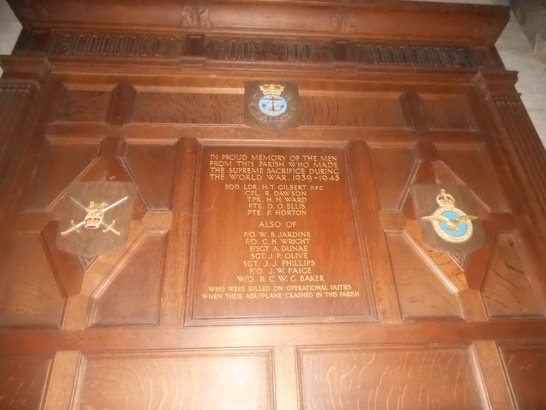 IN PROUD MEMORY OF THE MEN
FROM THIS PARISH WHO MADE
THE SUPREME SACRIFICE DURING
THE WORLD WAR, 1939-1945
SQD. LDR. H. T. GILBERT D.F.C.
CPL. R. DAWSON
TPR. H. H. WARD
PTE. D. O. ELLIS
PTE. P. HORTON
ALSO OF
F/O. W. B. JARDINE
F/O. C. H. WRIGHT
F/SGT A. DUNAE
SGT. J. P. OLIVE
SGT. J. J. PHILLIPS
F/O J. W. PAIGE
W/O. R. C. W. C. BAKER
WHO WERE KILLED ON OPERATIONAL DUTIES
WHEN THEIR AEROPLANE CRASHED IN THIS PARISH.